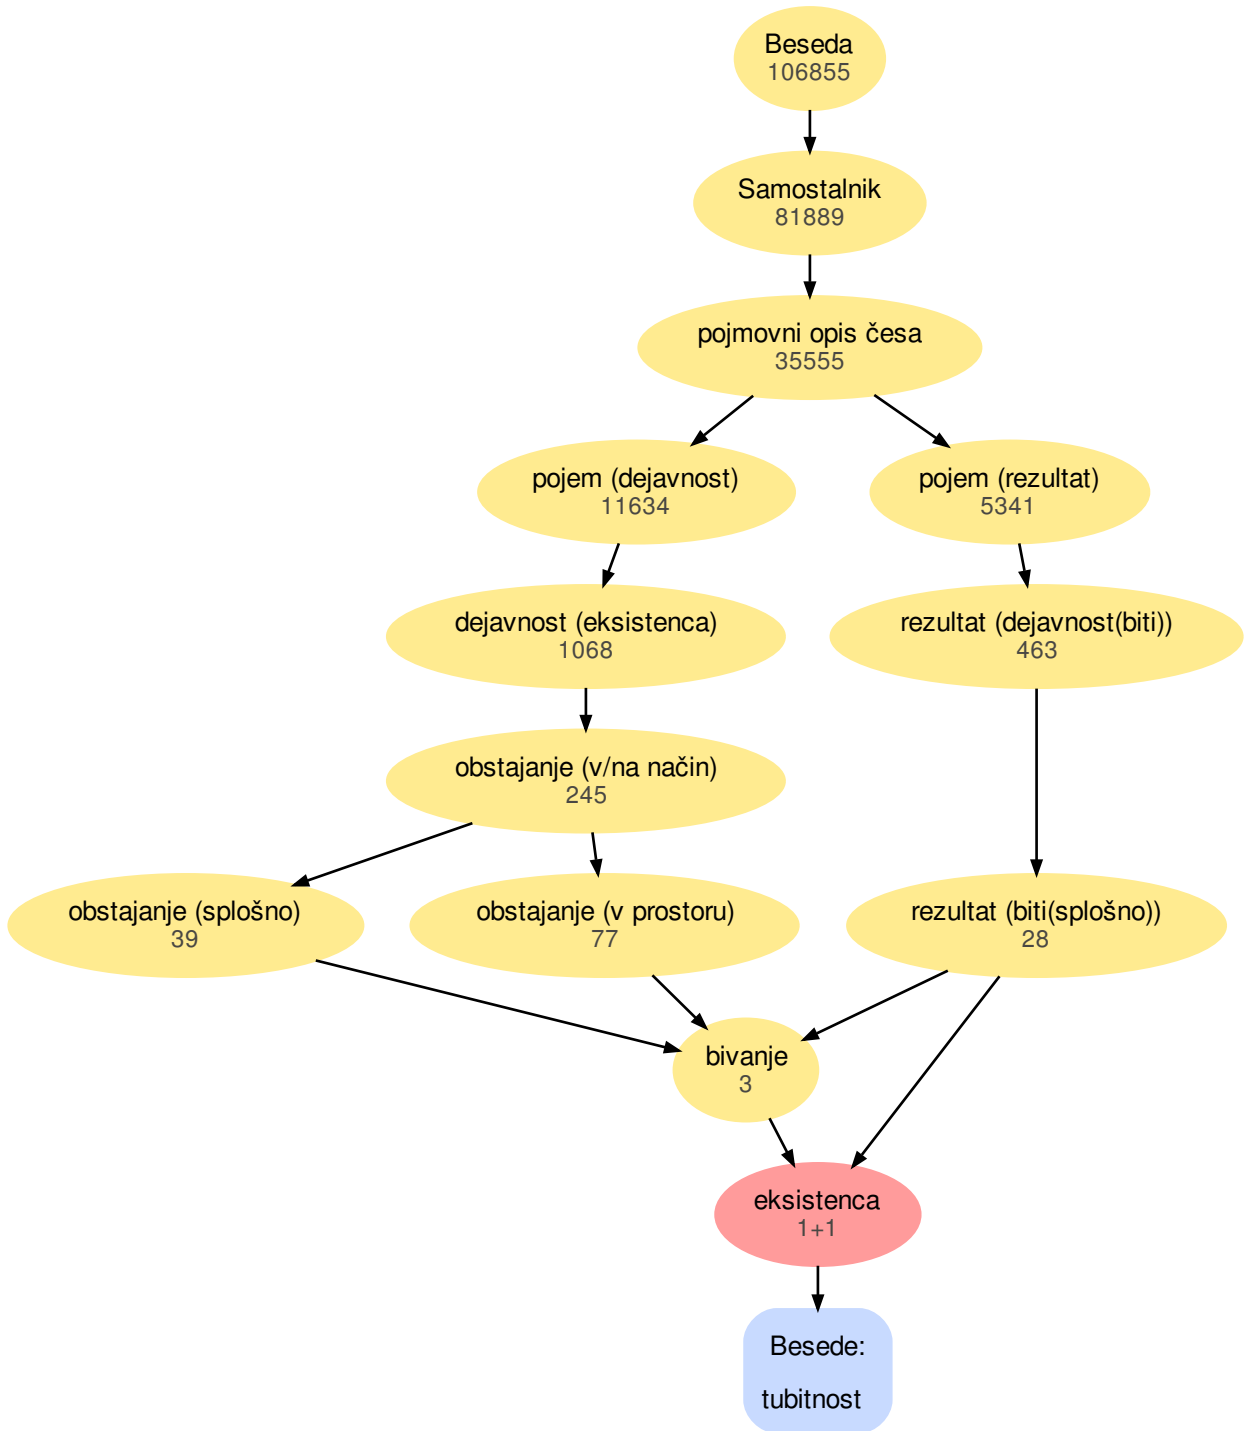 Beseda
106855
Samostalnik
81889
pojmovni opis česa
35555
pojem (dejavnost)
11634
pojem (rezultat)
5341
dejavnost (eksistenca)
1068
rezultat (dejavnost(biti))
463
obstajanje (v/na način)
245
obstajanje (splošno)
39
obstajanje (v prostoru)
77
rezultat (biti(splošno))
28
bivanje
3
eksistenca
1+1
Besede:
tubitnost